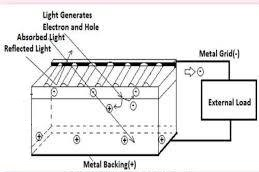 Light Generates
Electron and Hole
Absorbed Light
Reflected Light
Metal Grid(-)
External Load
Metal Backing(+)